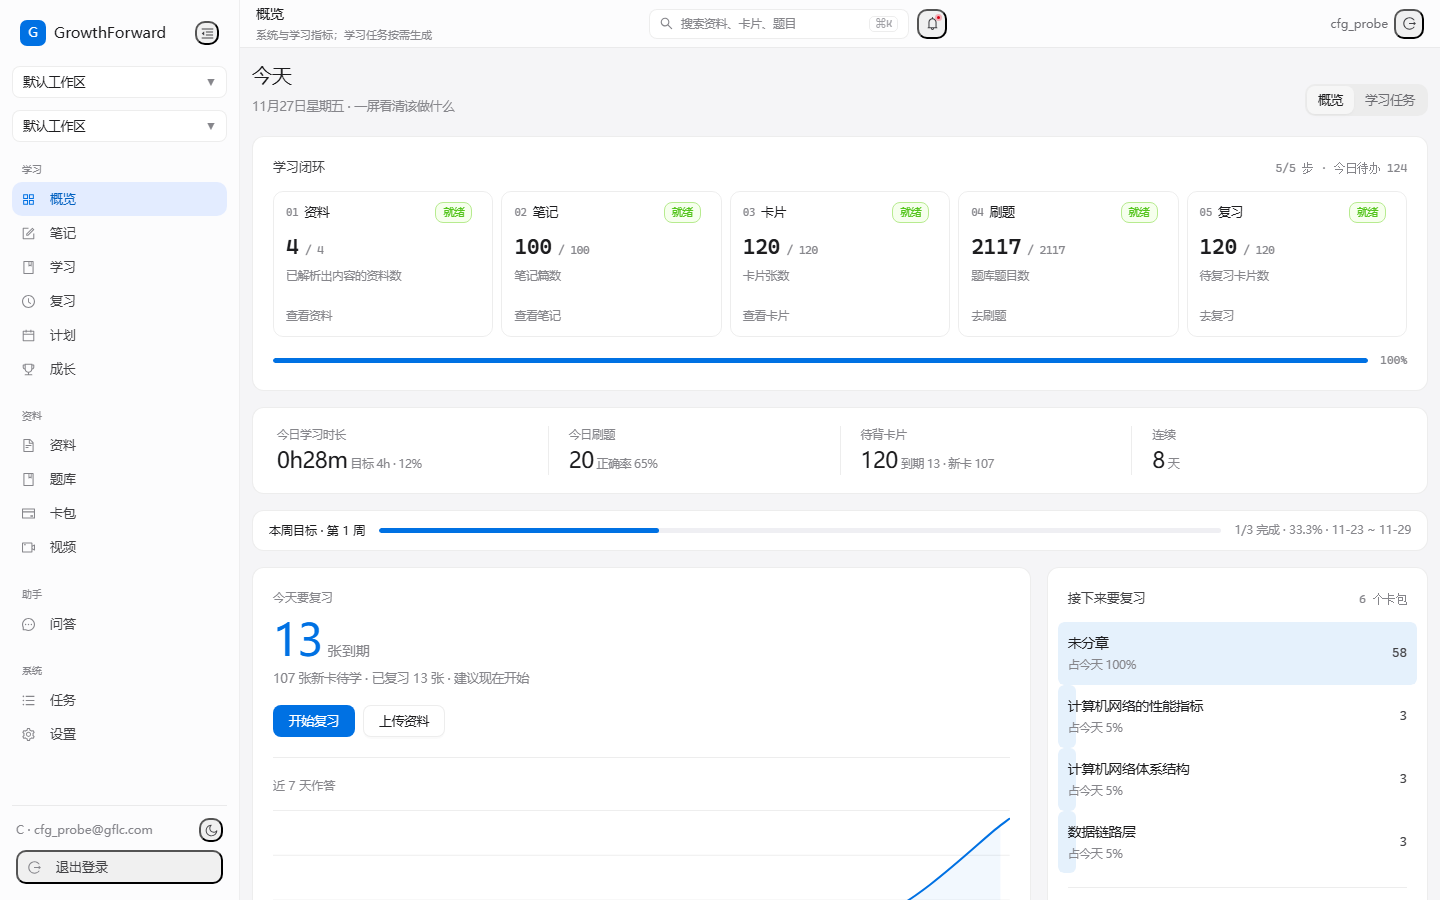 G GrowthForward
默认工作区 ▼
默认工作区 ▼
学习
概览
笔记
学习
复习
计划
成长
资料
资料
题库
卡包
视频
助手
问答
系统
任务
设置
C · cfg_probe@gflc.com
退出登录
概览
系统与学习指标；学习任务按需生成
搜索资料、卡片、题目 ⌘K
cfg_probe
今天
11月27日星期五 · 一屏看清该做什么
概览 学习任务
学习闭环
5/5 步 · 今日待办 124
01 资料 就绪
4 / 4
已解析出内容的资料数
查看资料
02 笔记 就绪
100 / 100
笔记篇数
查看笔记
03 卡片 就绪
120 / 120
卡片张数
查看卡片
04 刷题 就绪
2117 / 2117
题库题目数
去刷题
05 复习 就绪
120 / 120
待复习卡片数
去复习
100%
今日学习时长
0h28m 目标 4h · 12%
今日刷题
20 正确率 65%
待背卡片
120 到期 13 · 新卡 107
连续
8 天
本周目标 · 第 1 周
1/3 完成 · 33.3% · 11-23 ~ 11-29
今天要复习
13 张到期
107 张新卡待学 · 已复习 13 张 · 建议现在开始
开始复习 上传资料
近 7 天作答
接下来要复习
6 个卡包
未分章
占今天 100%
58
计算机网络的性能指标
占今天 5%
3
计算机网络体系结构
占今天 5%
3
数据链路层
占今天 5%
3